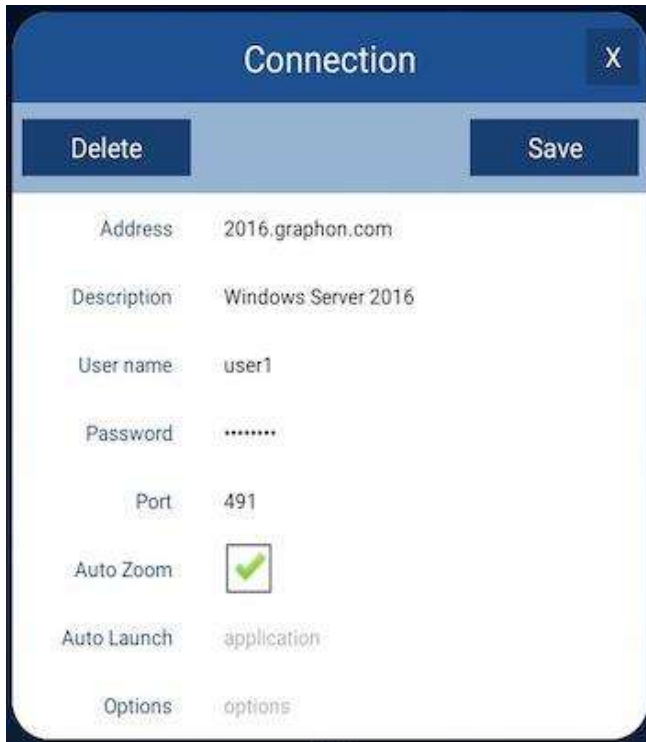 Connection
X
Delete
Save
Address 2016.graphon.com
Description Windows Server 2016
User name user1
Password ········
Port 491
Auto Zoom
Auto Launch application
Options options